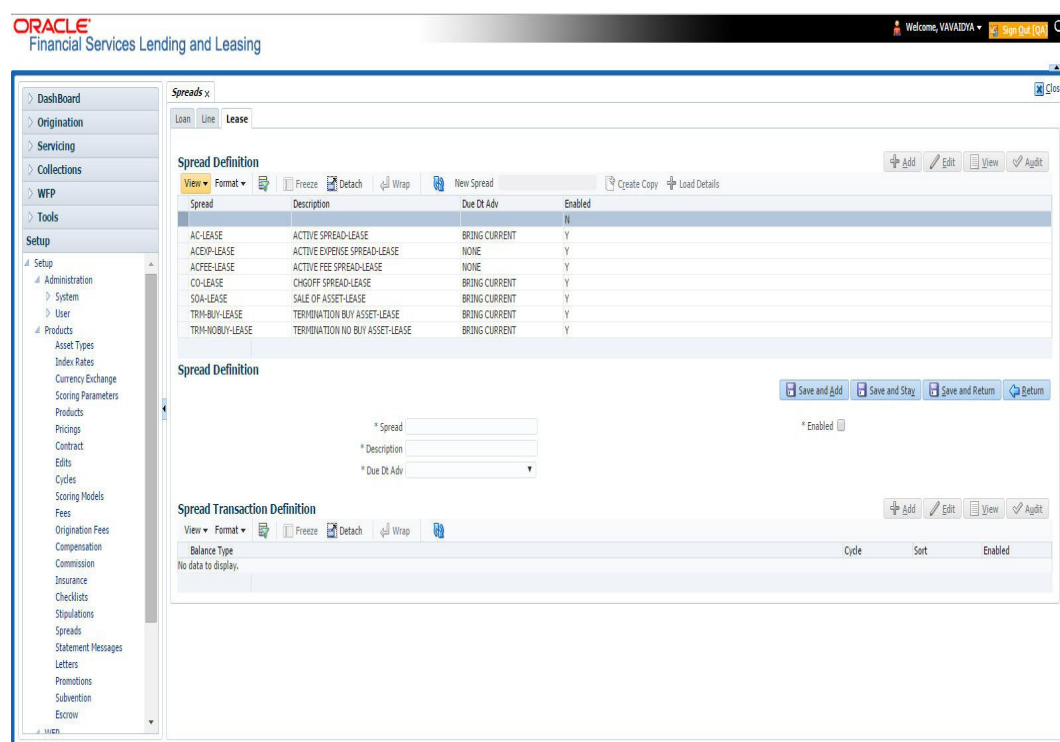 ORACLE'
Financial Services Lending and Leasing
Welcome, VAVAIDYA
Sign Out [QA]
DashBoard
Origination
Servicing
Collections
WFP
Tools
Setup
Setup
Administration
System
User
Products
Asset Types
Index Rates
Currency Exchange
Scoring Parameters
Products
Pricings
Contract
Edits
Cycles
Scoring Models
Fees
Origination Fees
Compensation
Commission
Insurance
Checklists
Stipulations
Spreads
Statement Messages
Letters
Promotions
Subvention
Escrow
WFP
Spreads x
Clos
Loan Line Lease
Spread Definition
Add Edit View Audit
View Format Freeze Detach Wrap New Spread Create Copy Load Details
Spread Description Due Dt Adv Enabled
N
AC-LEASE ACTIVE SPREAD-LEASE BRING CURRENT Y
ACEXP-LEASE ACTIVE EXPENSE SPREAD-LEASE NONE Y
ACFEE-LEASE ACTIVE FEE SPREAD-LEASE NONE Y
CO-LEASE CHGOFF SPREAD-LEASE BRING CURRENT Y
SOA-LEASE SALE OF ASSET-LEASE BRING CURRENT Y
TRM-BUY-LEASE TERMINATION BUY ASSET-LEASE BRING CURRENT Y
TRM-NOBUY-LEASE TERMINATION NO BUY ASSET-LEASE BRING CURRENT Y
Spread Definition
Save and Add Save and Stay Save and Return Return
* Spread
* Enabled
* Description
* Due Dt Adv
Spread Transaction Definition
Add Edit View Audit
View Format Freeze Detach Wrap
Balance Type Cycle Sort Enabled
No data to display.